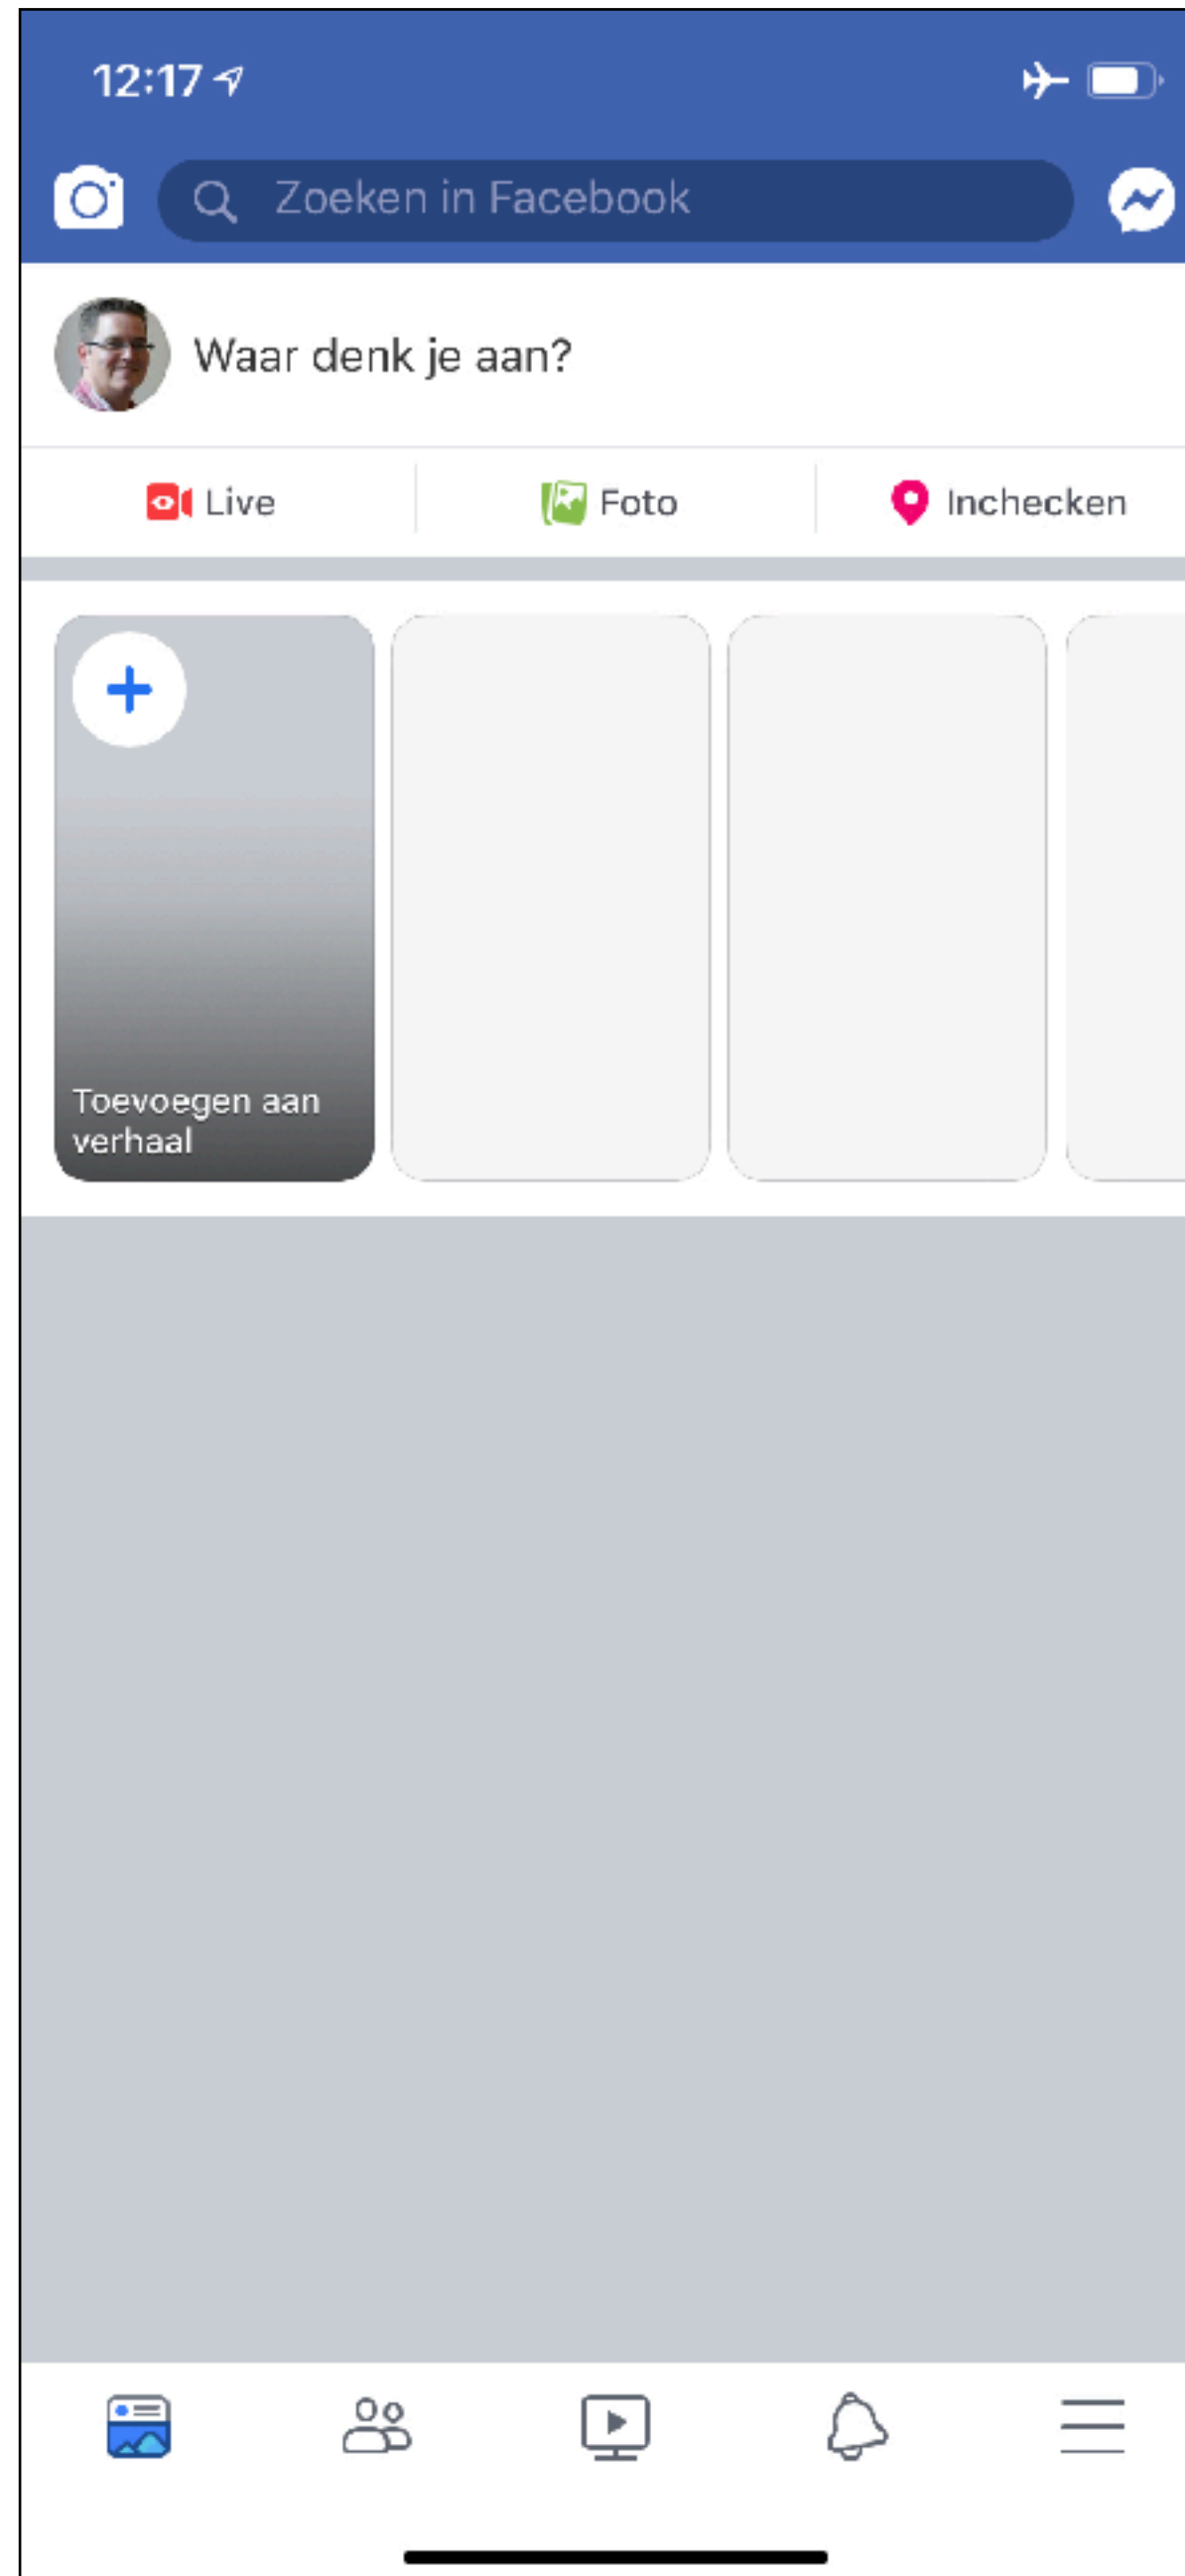 12:17
Zoeken in Facebook
Waar denk je aan?
Live
Foto
Inchecken
Toevoegen aan
verhaal